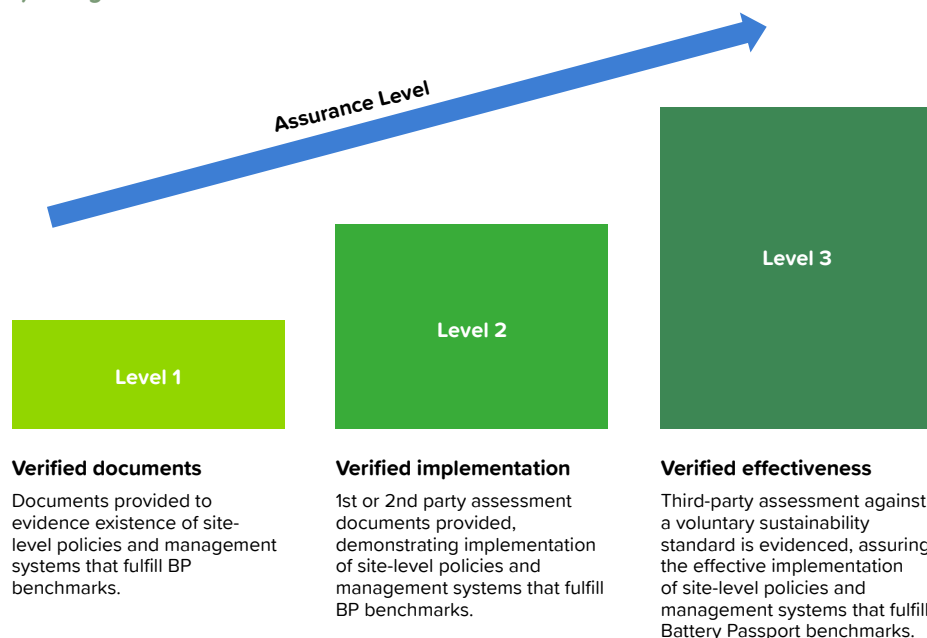 Assurance Level
Level 1
Level 2
Level 3
Verified documents
Documents provided to
evidence existence of site-
level policies and management
systems that fulfill BP
benchmarks.
Verified implementation
1st or 2nd party assessment
documents provided,
demonstrating implementation
of site-level policies and
management systems that fulfill
BP benchmarks.
Verified effectiveness
Third-party assessment against
a voluntary sustainability
standard is evidenced, assuring
the effective implementation
of site-level policies and
management systems that fulfill
Battery Passport benchmarks.